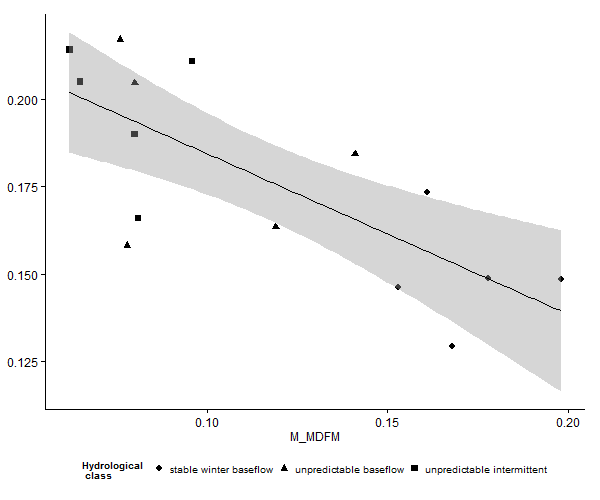 0.200
0.175
0.150
0.125
0.10
0.15
0.20
M_MDFM
Hydrological
class
stable winter baseflow
unpredictable baseflow
unpredictable intermittent